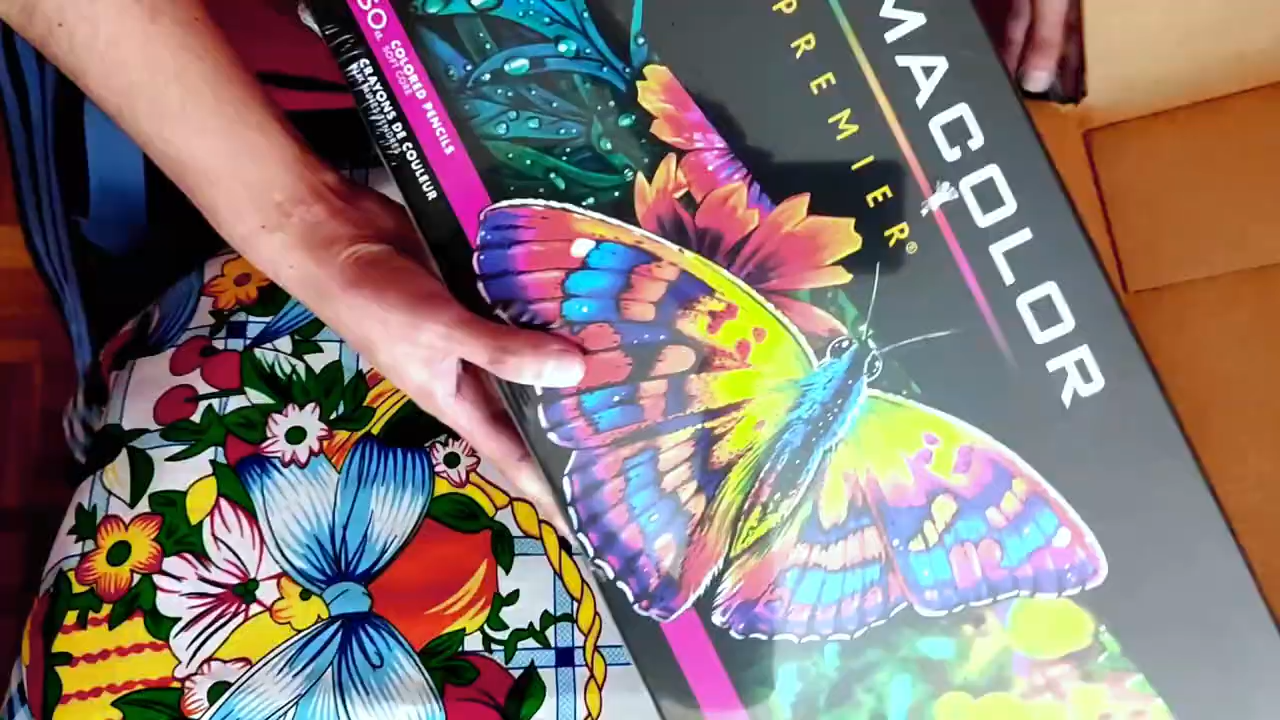 MACOLOR
PREMIER®
COLORED PENCILS
SOFT CORE
CRAYONS DE COULEUR